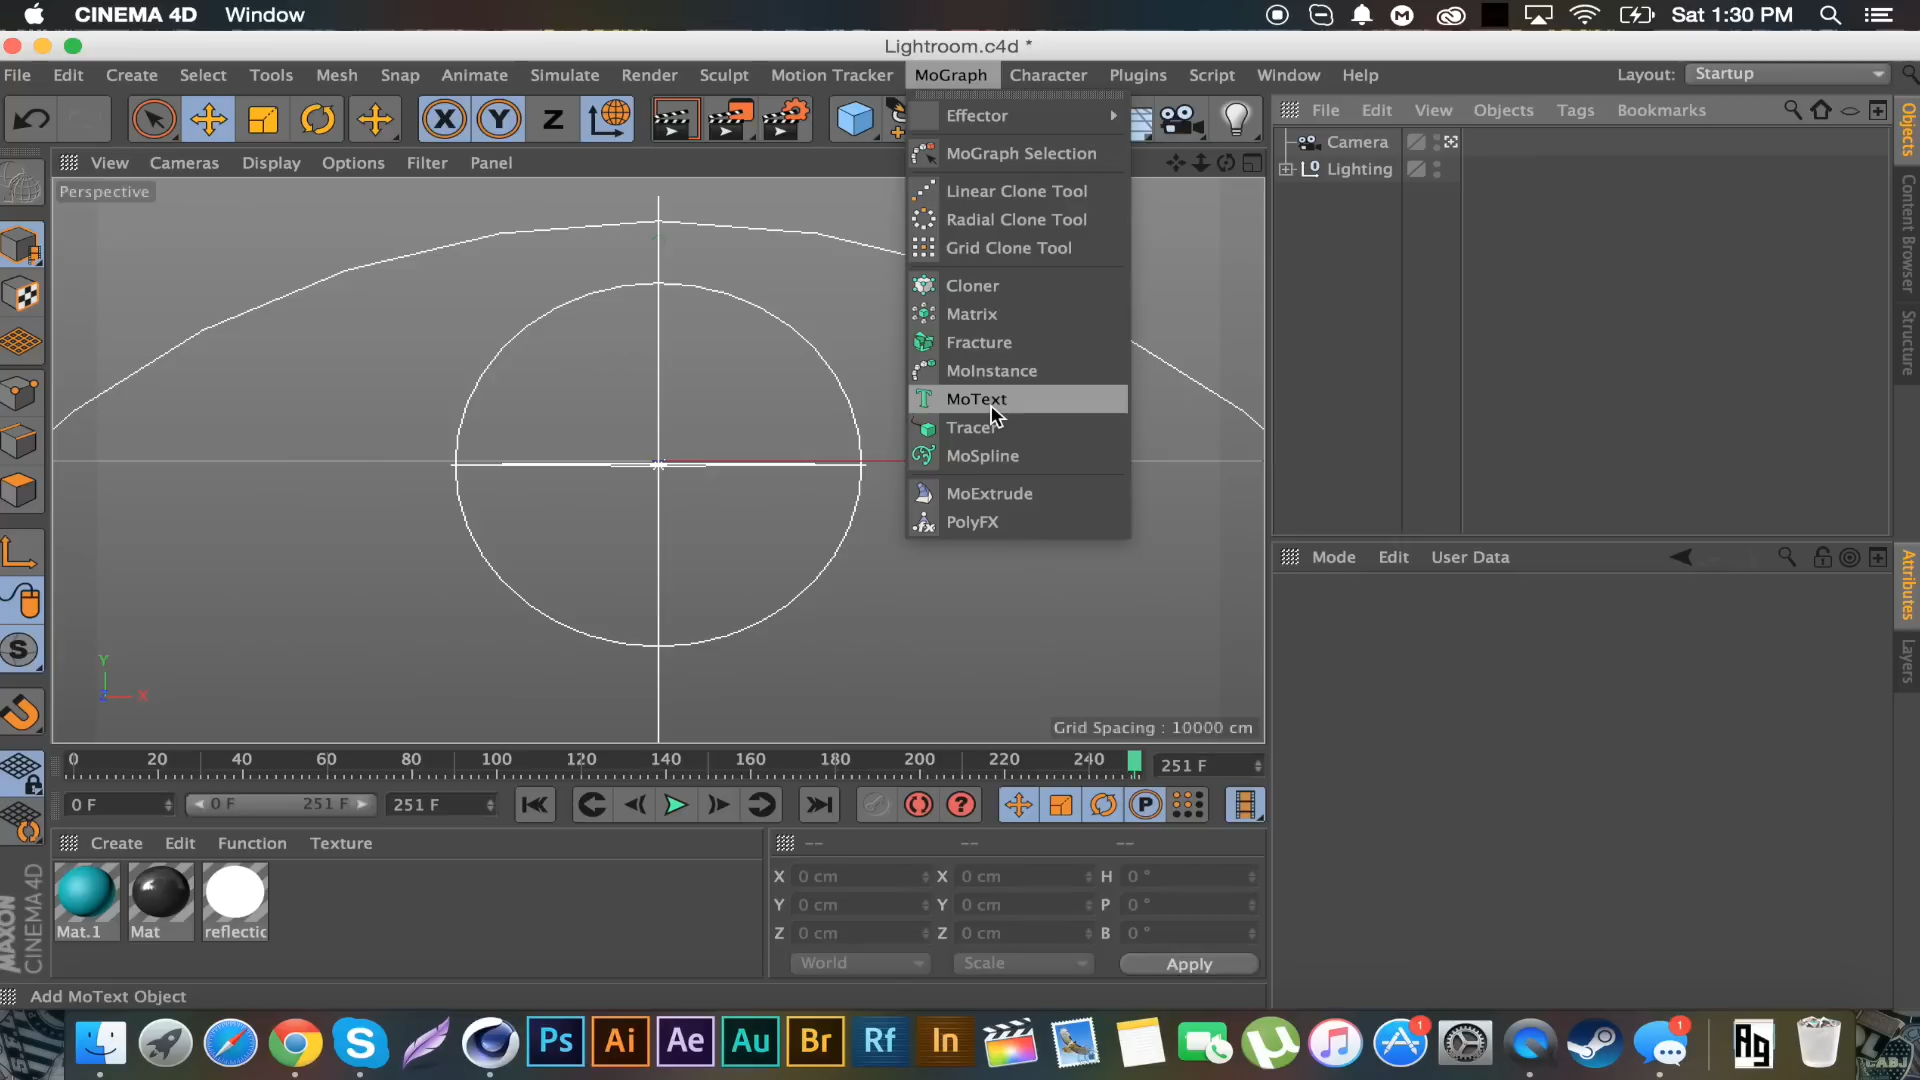 CINEMA 4D Window Sat 1:30 PM
Lightroom.c4d *
File Edit Create Select Tools Mesh Snap Animate Simulate Render Sculpt Motion Tracker MoGraph Character Plugins Script Window Help Layout: Startup
X Y Z
File Edit View Objects Tags Bookmarks
View Cameras Display Options Filter Panel
Perspective
Effector
MoGraph Selection
Linear Clone Tool
Radial Clone Tool
Grid Clone Tool
Cloner
Matrix
Fracture
MoInstance
MoText
Tracer
MoSpline
MoExtrude
PolyFX
Camera
Lighting
Objects
Content Browser
Structure
Mode Edit User Data
Attributes
Layers
Y
Z X
Grid Spacing : 10000 cm
0 20 40 60 80 100 120 140 160 180 200 220 240 251 F
0 F 0 F 251 F 251 F
P
Create Edit Function Texture
-- -- --
Mat.1 Mat reflectic
X 0 cm X 0 cm H 0 °
Y 0 cm Y 0 cm P 0 °
Z 0 cm Z 0 cm B 0 °
World Scale Apply
MAXON
CINEMA4D
Add MoText Object
S Ps Ai Ae Au Br Rf In 1 1 Ag